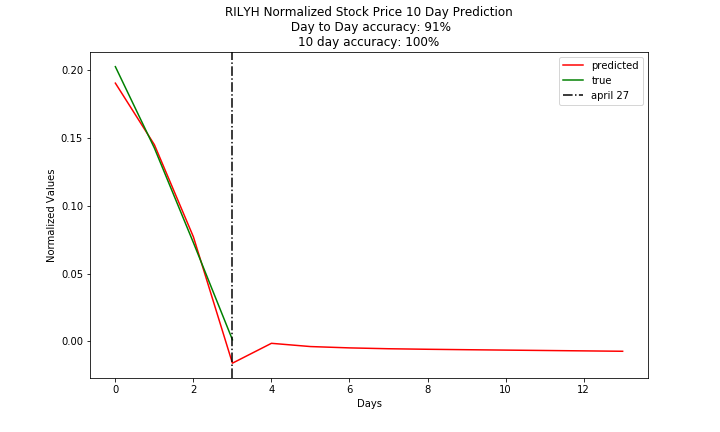 RILYH Normalized Stock Price 10 Day Prediction
Day to Day accuracy: 91%
10 day accuracy: 100%
predicted
true
april 27
0.20
0.15
0.10
0.05
0.00
Normalized Values
0 2 4 6 8 10 12
Days